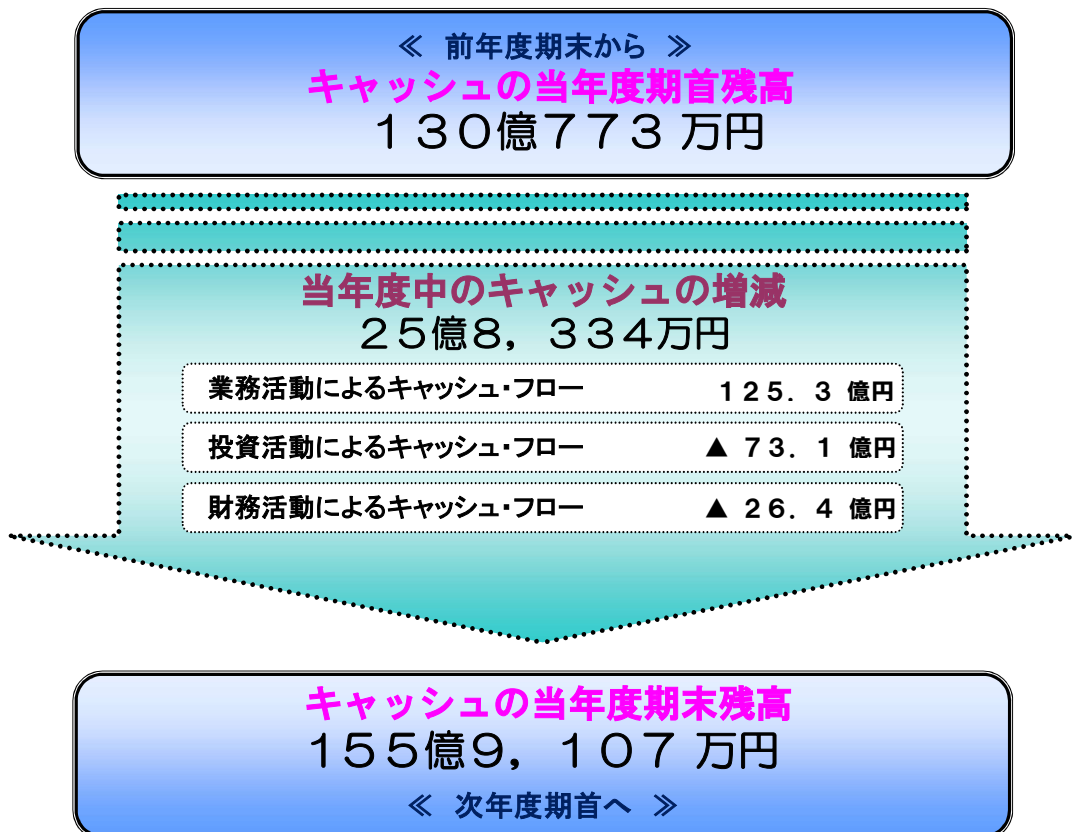 ≪ 前年度期末から ≫
キャッシュの当年度期首残高
１３０億７７３ 万円
当年度中のキャッシュの増減
２５億８，３３４万円
業務活動によるキャッシュ・フロー １２５．３ 億円
投資活動によるキャッシュ・フロー ▲ ７３．１ 億円
財務活動によるキャッシュ・フロー ▲ ２６．４ 億円
キャッシュの当年度期末残高
１５５億９，１０７ 万円
≪ 次年度期首へ ≫